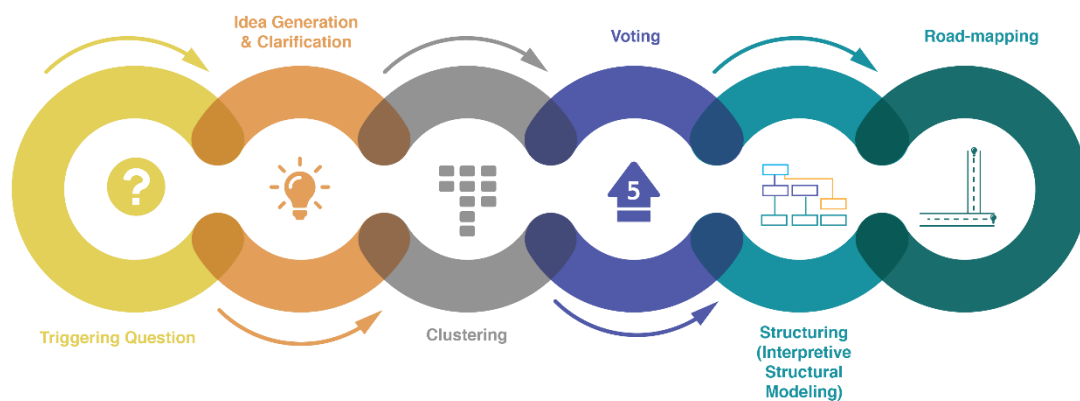 Idea Generation
& Clarification
Voting
Road-mapping
?
5
Triggering Question
Clustering
Structuring
(Interpretive
Structural
Modeling)